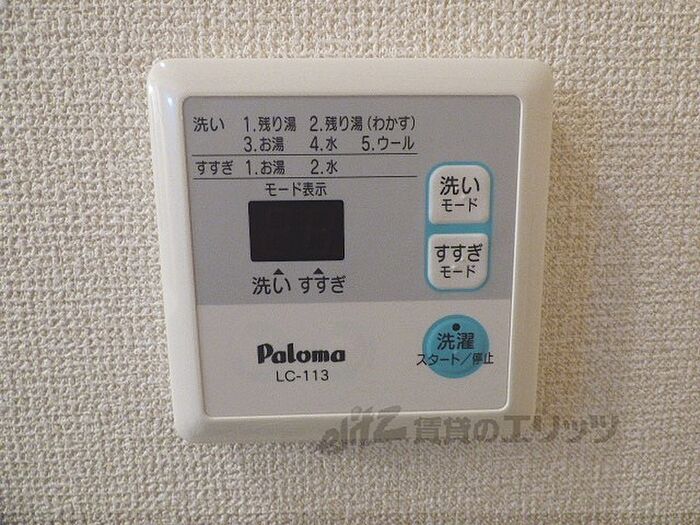 洗い 1.残り湯 2.残り湯(わかす)
3.お湯 4.水 5.ウール
すすぎ 1.お湯 2.水
モード表示
洗い すすぎ
洗い
モード
すすぎ
モード
洗濯
スタート/停止
Paloma
LC-113
elitz 賃貸のエリッツ